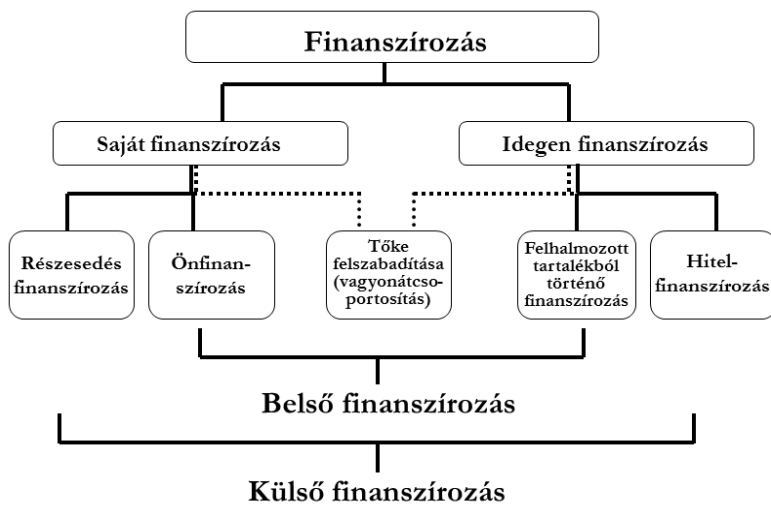 Finanszírozás
Saját finanszírozás
Idegen finanszírozás
Részesedés
finanszírozás
Önfinan-
szírozás
Tőke
felszabadítása
(vagyonátcso-
portosítás)
Felhalmozott
tartalékból
történő
finanszírozás
Hitel-
finanszírozás
Belső finanszírozás
Külső finanszírozás